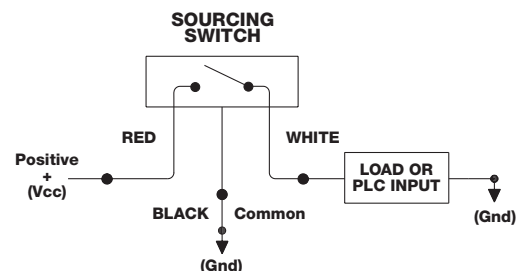 SOURCING
SWITCH
RED
WHITE
Positive
+
(Vcc)
LOAD OR
PLC INPUT
BLACK
Common
(Gnd)
(Gnd)